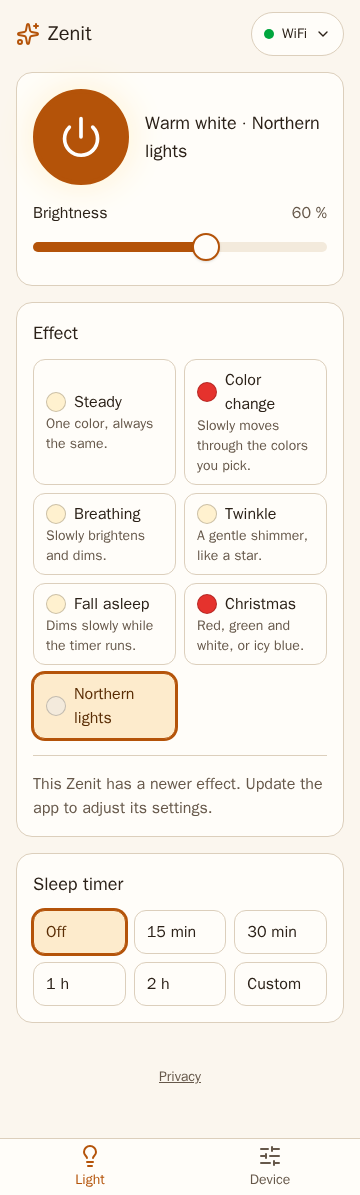 Zenit
WiFi
Warm white · Northern
lights
Brightness
60 %
Effect
Steady
One color, always
the same.
Color
change
Slowly moves
through the colors
you pick.
Breathing
Slowly brightens
and dims.
Twinkle
A gentle shimmer,
like a star.
Fall asleep
Dims slowly while
the timer runs.
Christmas
Red, green and
white, or icy blue.
Northern
lights
This Zenit has a newer effect. Update the
app to adjust its settings.
Sleep timer
Off
15 min
30 min
1 h
2 h
Custom
Privacy
Light
Device